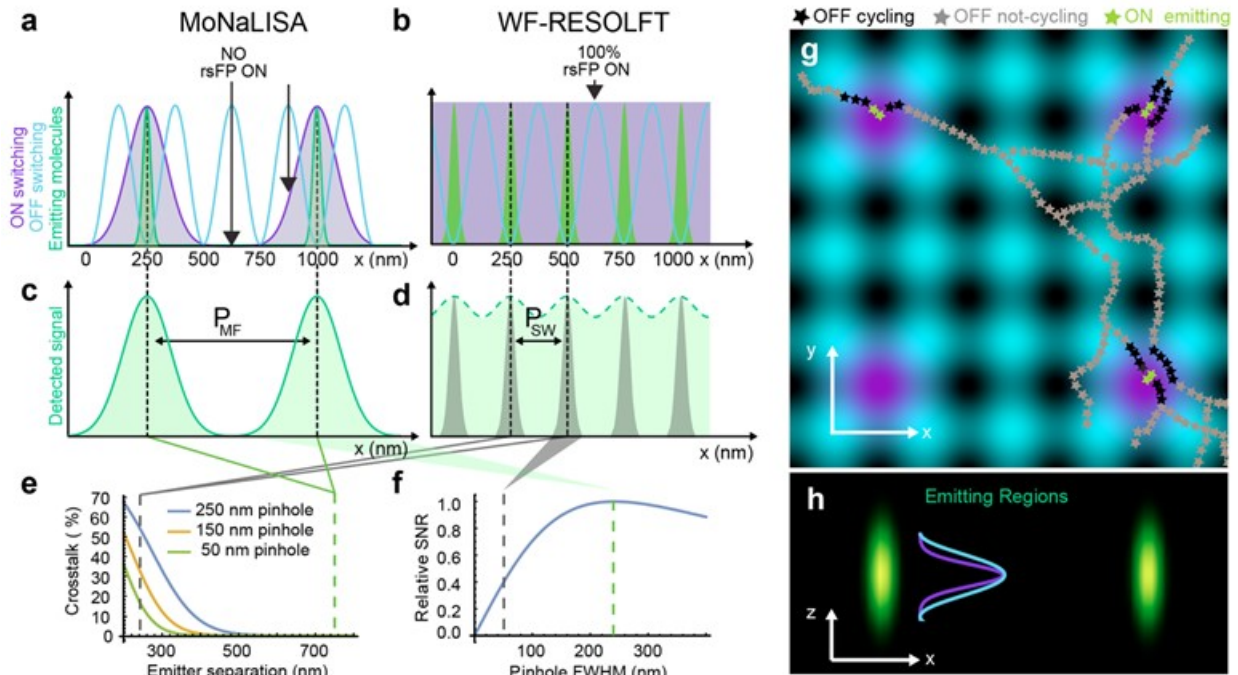 a MoNaLISA
b WF-RESOLFT
OFF cycling OFF not-cycling ON emitting
NO
rsFP ON
100%
rsFP ON
ON switching
OFF switching
Emitting molecules
0 250 500 750 1000 x (nm)
0 250 500 750 1000 x (nm)
c
P MF
d
P SW
Detected signal
x (nm)
x (nm)
e
70
60
50
40
30
20
10
0
Crosstalk ( %)
250 nm pinhole
150 nm pinhole
50 nm pinhole
300 500 700
Emitter separation (nm)
f
1.0
0.8
0.6
0.4
0.2
0.0
Relative SNR
100 200 300
Pinhole FWHM (nm)
g
y
x
h
Emitting Regions
z
x